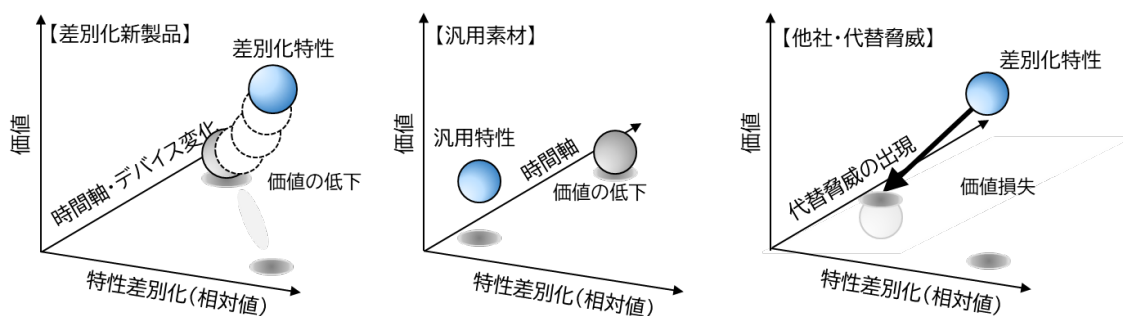 【差別化新製品】
差別化特性
価値
時間軸・デバイス変化
価値の低下
特性差別化(相対値)
【汎用素材】
価値
汎用特性
時間軸
価値の低下
特性差別化(相対値)
【他社・代替脅威】
差別化特性
価値
代替脅威の出現
価値損失
特性差別化(相対値)